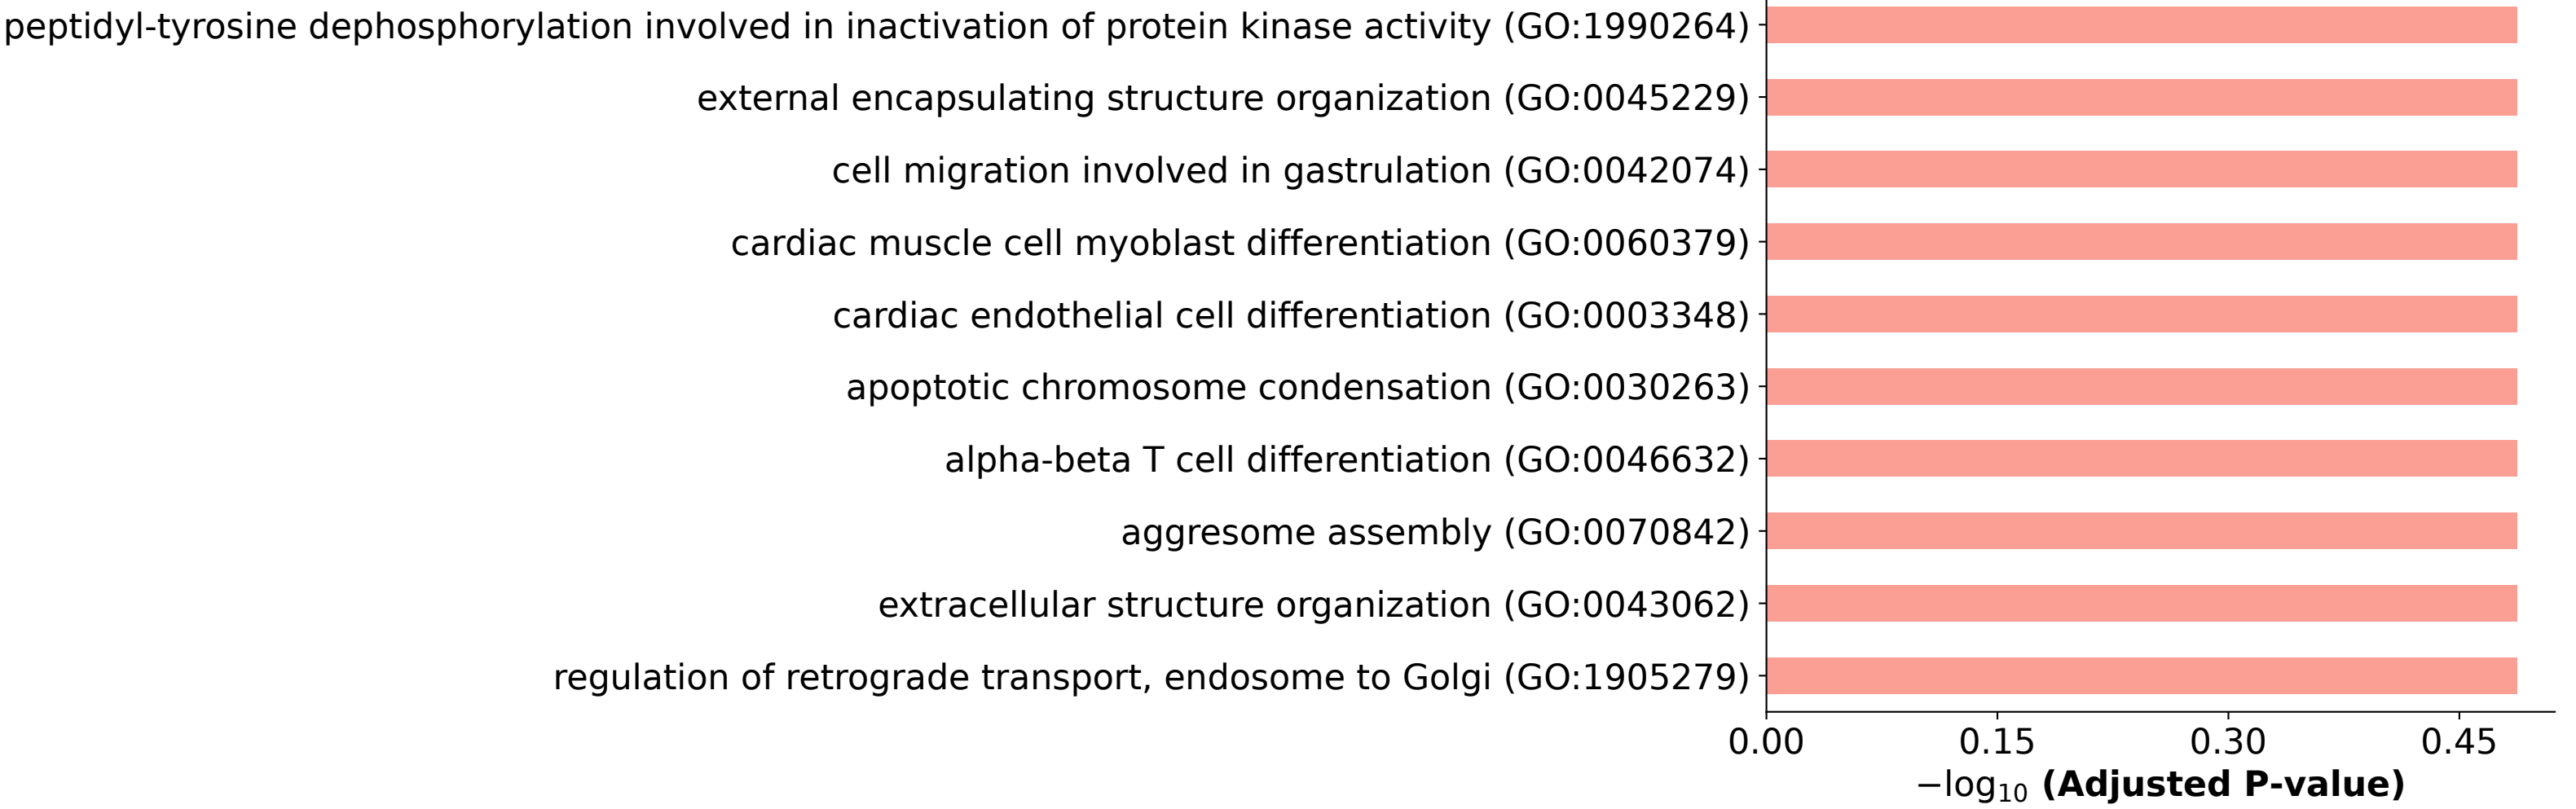 peptidyl-tyrosine dephosphorylation involved in inactivation of protein kinase activity (GO:1990264)
external encapsulating structure organization (GO:0045229)
cell migration involved in gastrulation (GO:0042074)
cardiac muscle cell myoblast differentiation (GO:0060379)
cardiac endothelial cell differentiation (GO:0003348)
apoptotic chromosome condensation (GO:0030263)
alpha-beta T cell differentiation (GO:0046632)
aggresome assembly (GO:0070842)
extracellular structure organization (GO:0043062)
regulation of retrograde transport, endosome to Golgi (GO:1905279)
0.00 0.15 0.30 0.45
−log₁₀ (Adjusted P-value)